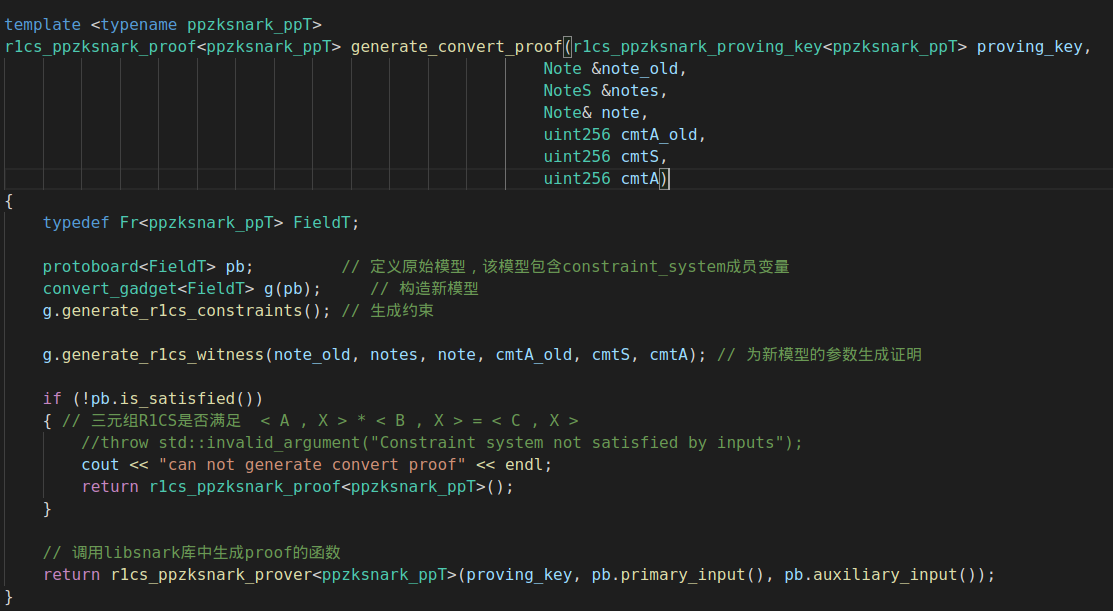 template <typename ppzksnark_ppT>
r1cs_ppzksnark_proof<ppzksnark_ppT> generate_convert_proof(r1cs_ppzksnark_proving_key<ppzksnark_ppT> proving_key,
Note &note_old,
NoteS &notes,
Note& note,
uint256 cmtA_old,
uint256 cmtS,
uint256 cmtA)
{
typedef Fr<ppzksnark_ppT> FieldT;
protoboard<FieldT> pb; // 定义原始模型，该模型包含constraint_system成员变量
convert_gadget<FieldT> g(pb); // 构造新模型
g.generate_r1cs_constraints(); // 生成约束
g.generate_r1cs_witness(note_old, notes, note, cmtA_old, cmtS, cmtA); // 为新模型的参数生成证明
if (!pb.is_satisfied())
{ // 三元组R1CS是否满足 < A , X > * < B , X > = < C , X >
//throw std::invalid_argument("Constraint system not satisfied by inputs");
cout << "can not generate convert proof" << endl;
return r1cs_ppzksnark_proof<ppzksnark_ppT>();
}
// 调用libsnark库中生成proof的函数
return r1cs_ppzksnark_prover<ppzksnark_ppT>(proving_key, pb.primary_input(), pb.auxiliary_input());
}